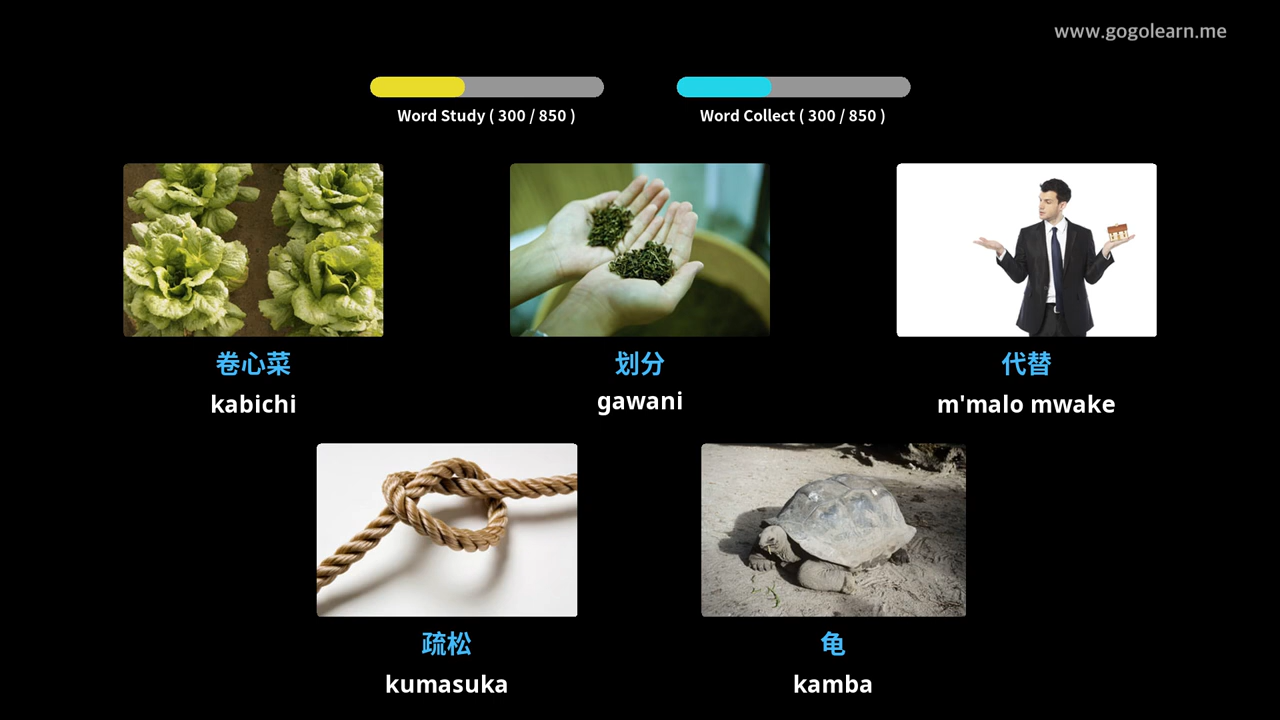 www.gogolearn.me
Word Study ( 300 / 850 )
Word Collect ( 300 / 850 )
卷心菜
kabichi
划分
gawani
代替
m'malo mwake
疏松
kumasuka
龟
kamba